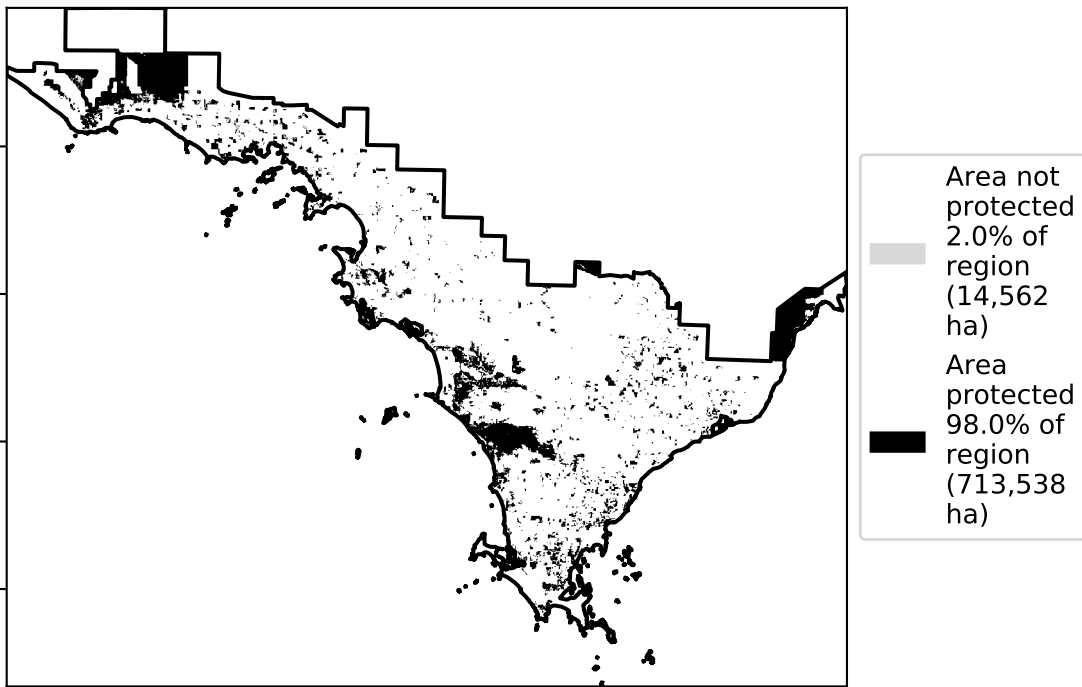 Area not
protected
2.0% of
region
(14,562
ha)
Area
protected
98.0% of
region
(713,538
ha)